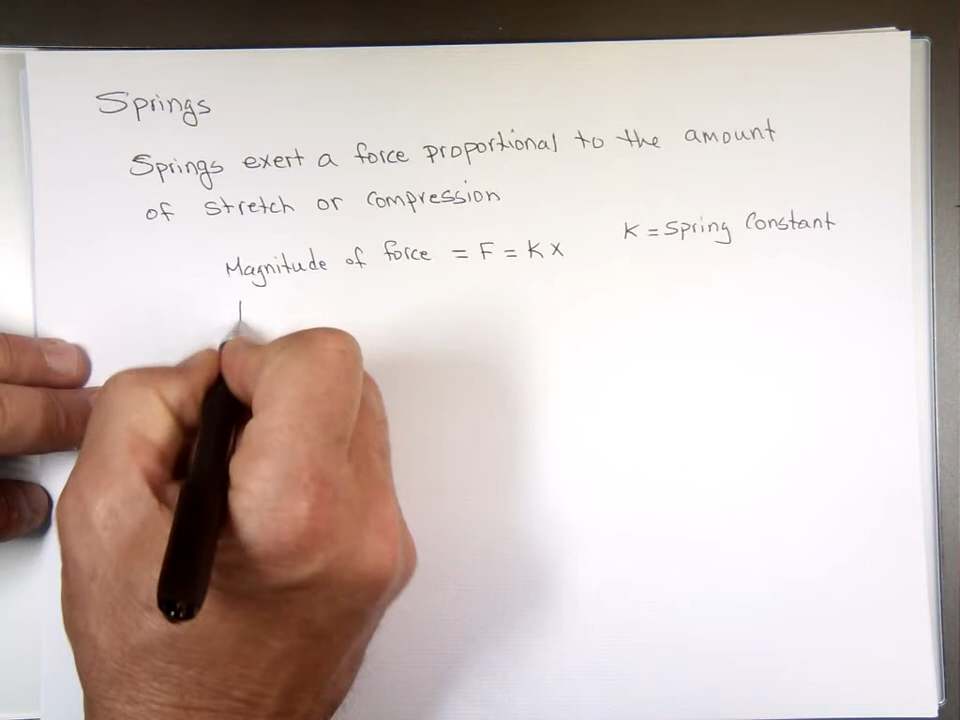 Springs
Springs exert a force proportional to the amount
of stretch or compression
Magnitude of force = F = K x
K = Spring Constant